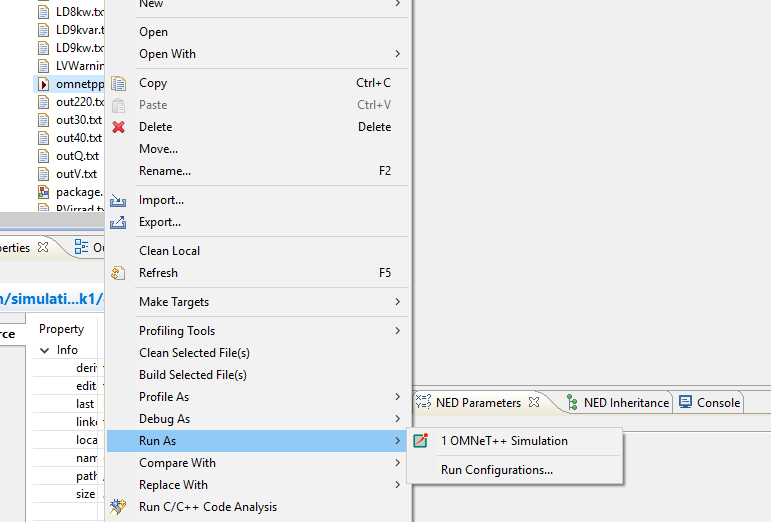 New
LD8kw.tx
LD9kvar.t
LD9kw.tx
LVWarnin
omnetpp
out220.tx
out30.txt
out40.txt
outQ.txt
outV.txt
package.
PVirrad.tx
Open
Open With
Copy Ctrl+C
Paste Ctrl+V
Delete Delete
Move...
Rename... F2
Import...
Export...
Clean Local
Refresh F5
Make Targets
Profiling Tools
Clean Selected File(s)
Build Selected File(s)
Profile As
Debug As
Run As
Compare With
Replace With
Run C/C++ Code Analysis
1 OMNeT++ Simulation
Run Configurations...
perties
Ou
n/simulati...k1/
rce
Property
Info
deri
edit
last
link
loca
nam
path
size
X=?
Y=?
NED Parameters
NED Inheritance
Console